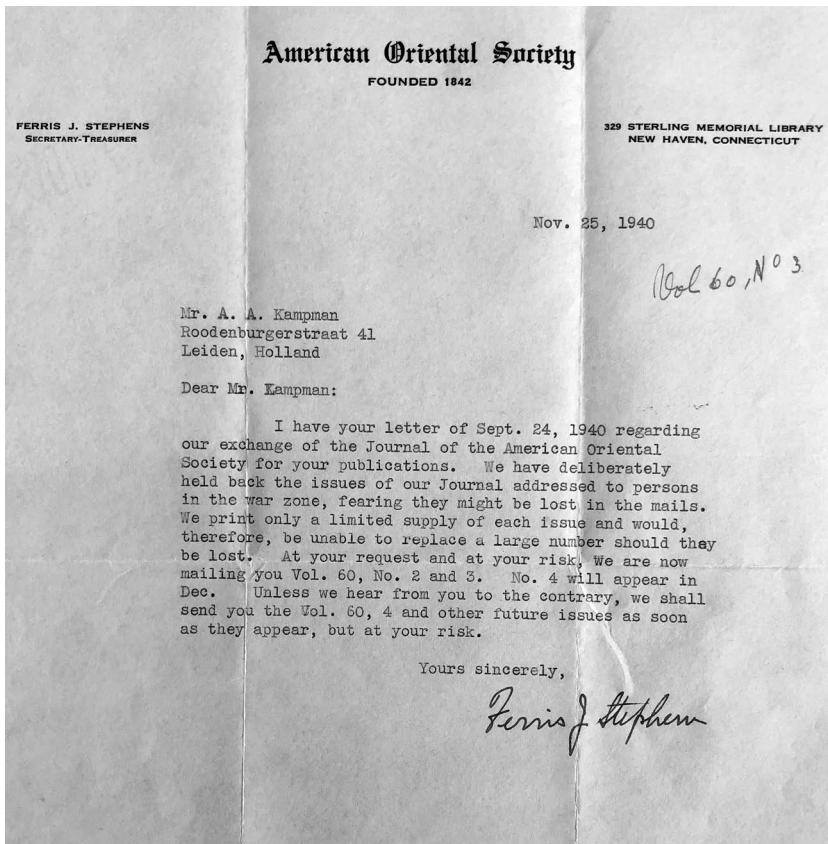 American Oriental Society
FOUNDED 1842
FERRIS J. STEPHENS
SECRETARY-TREASURER
329 STERLING MEMORIAL LIBRARY
NEW HAVEN, CONNECTICUT
Nov. 25, 1940
Vol 60, No 3
Mr. A. A. Kampman
Roodenburgerstraat 41
Leiden, Holland
Dear Mr. Kampman:
I have your letter of Sept. 24, 1940 regarding
our exchange of the Journal of the American Oriental
Society for your publications. We have deliberately
held back the issues of our Journal addressed to persons
in the war zone, fearing they might be lost in the mails.
We print only a limited supply of each issue and would,
therefore, be unable to replace a large number should they
be lost. At your request and at your risk, we are now
mailing you Vol. 60, No. 2 and 3. No. 4 will appear in
Dec. Unless we hear from you to the contrary, we shall
send you the Vol. 60, 4 and other future issues as soon
as they appear, but at your risk.
Yours sincerely,
Ferris J Stephens